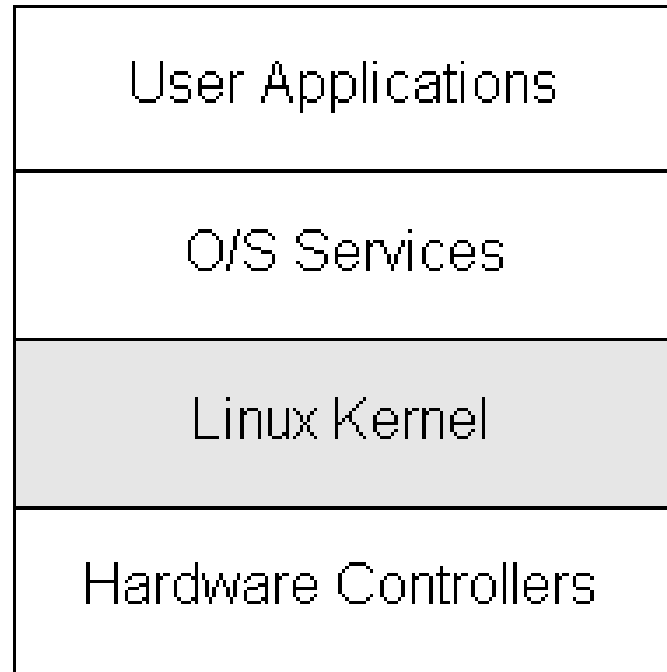 User Applications
O/S Services
Linux Kernel
Hardware Controllers